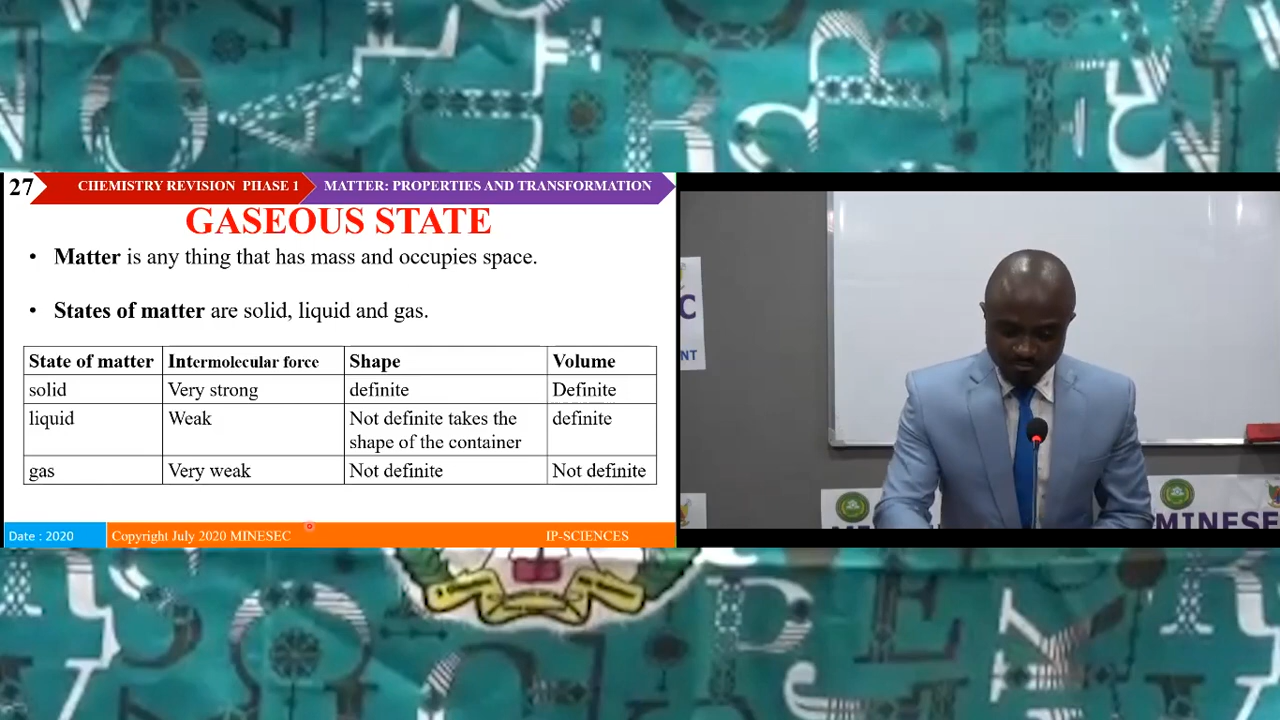 27
CHEMISTRY REVISION PHASE 1
MATTER: PROPERTIES AND TRANSFORMATION
GASEOUS STATE
• Matter is any thing that has mass and occupies space.
• States of matter are solid, liquid and gas.
State of matter Intermolecular force Shape Volume
solid Very strong definite Definite
liquid Weak Not definite takes the definite
shape of the container
gas Very weak Not definite Not definite
Date : 2020
Copyright July 2020 MINESEC
IP-SCIENCES
C
NT
MINESE